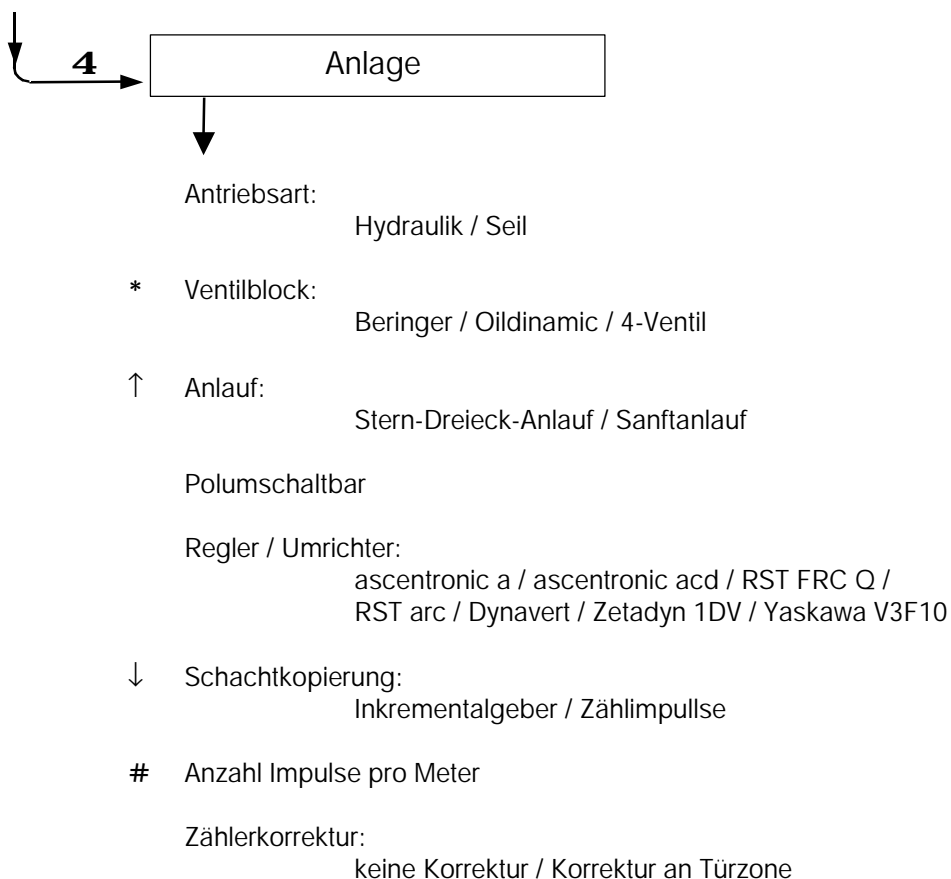 4 Anlage
Antriebsart:
Hydraulik / Seil
* Ventilblock:
Beringer / Oildinamic / 4-Ventil
↑ Anlauf:
Stern-Dreieck-Anlauf / Sanftanlauf
Polumschaltbar
Regler / Umrichter:
ascentronic a / ascentronic acd / RST FRC Q /
RST arc / Dynavert / Zetadyn 1DV / Yaskawa V3F10
↓ Schachtkopierung:
Inkrementalgeber / Zählimpullse
# Anzahl Impulse pro Meter
Zählerkorrektur:
keine Korrektur / Korrektur an Türzone